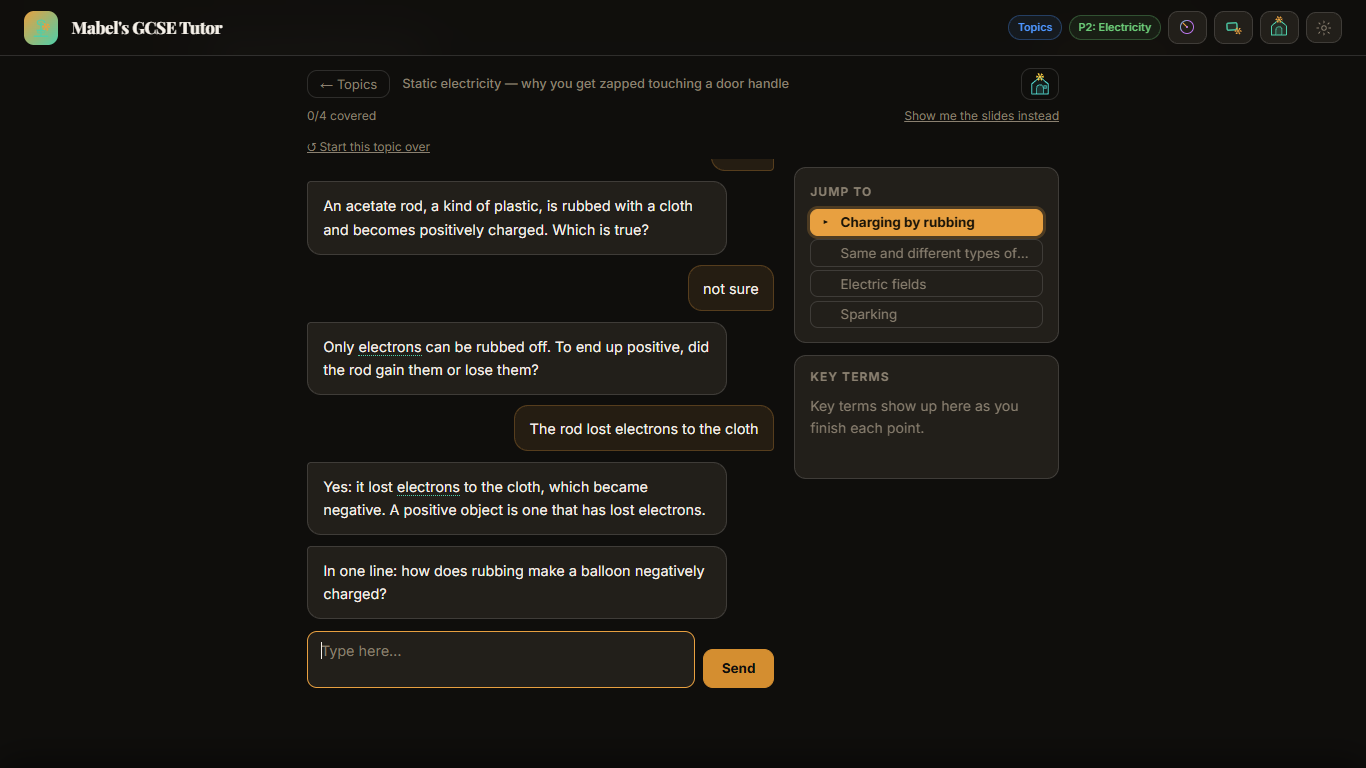 Mabel's GCSE Tutor
Topics
P2: Electricity
← Topics
Static electricity — why you get zapped touching a door handle
0/4 covered
Show me the slides instead
↺ Start this topic over
An acetate rod, a kind of plastic, is rubbed with a cloth
and becomes positively charged. Which is true?
not sure
Only electrons can be rubbed off. To end up positive, did
the rod gain them or lose them?
The rod lost electrons to the cloth
Yes: it lost electrons to the cloth, which became
negative. A positive object is one that has lost electrons.
In one line: how does rubbing make a balloon negatively
charged?
Type here...
Send
JUMP TO
‣ Charging by rubbing
Same and different types of...
Electric fields
Sparking
KEY TERMS
Key terms show up here as you
finish each point.